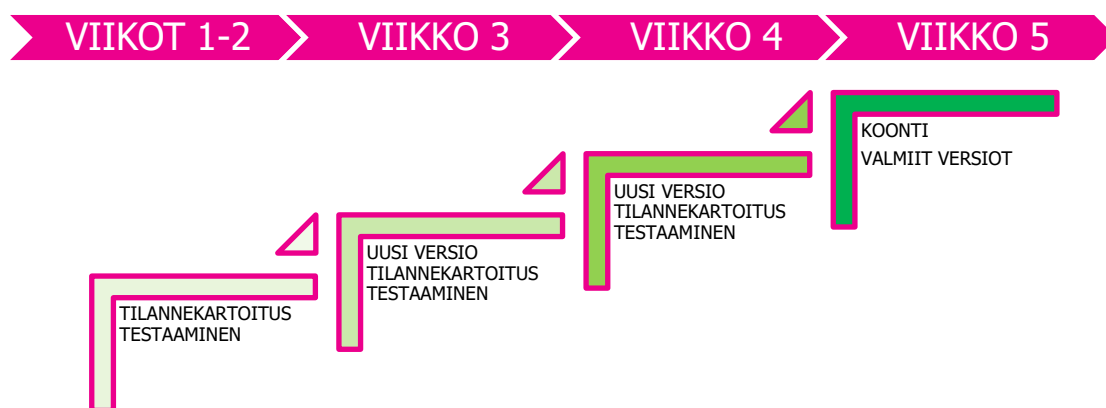 VIIKOT 1-2
VIIKKO 3
VIIKKO 4
VIIKKO 5
TILANNEKARTOITUS
TESTAAMINEN
UUSI VERSIO
TILANNEKARTOITUS
TESTAAMINEN
UUSI VERSIO
TILANNEKARTOITUS
TESTAAMINEN
KOONTI
VALMIIT VERSIOT